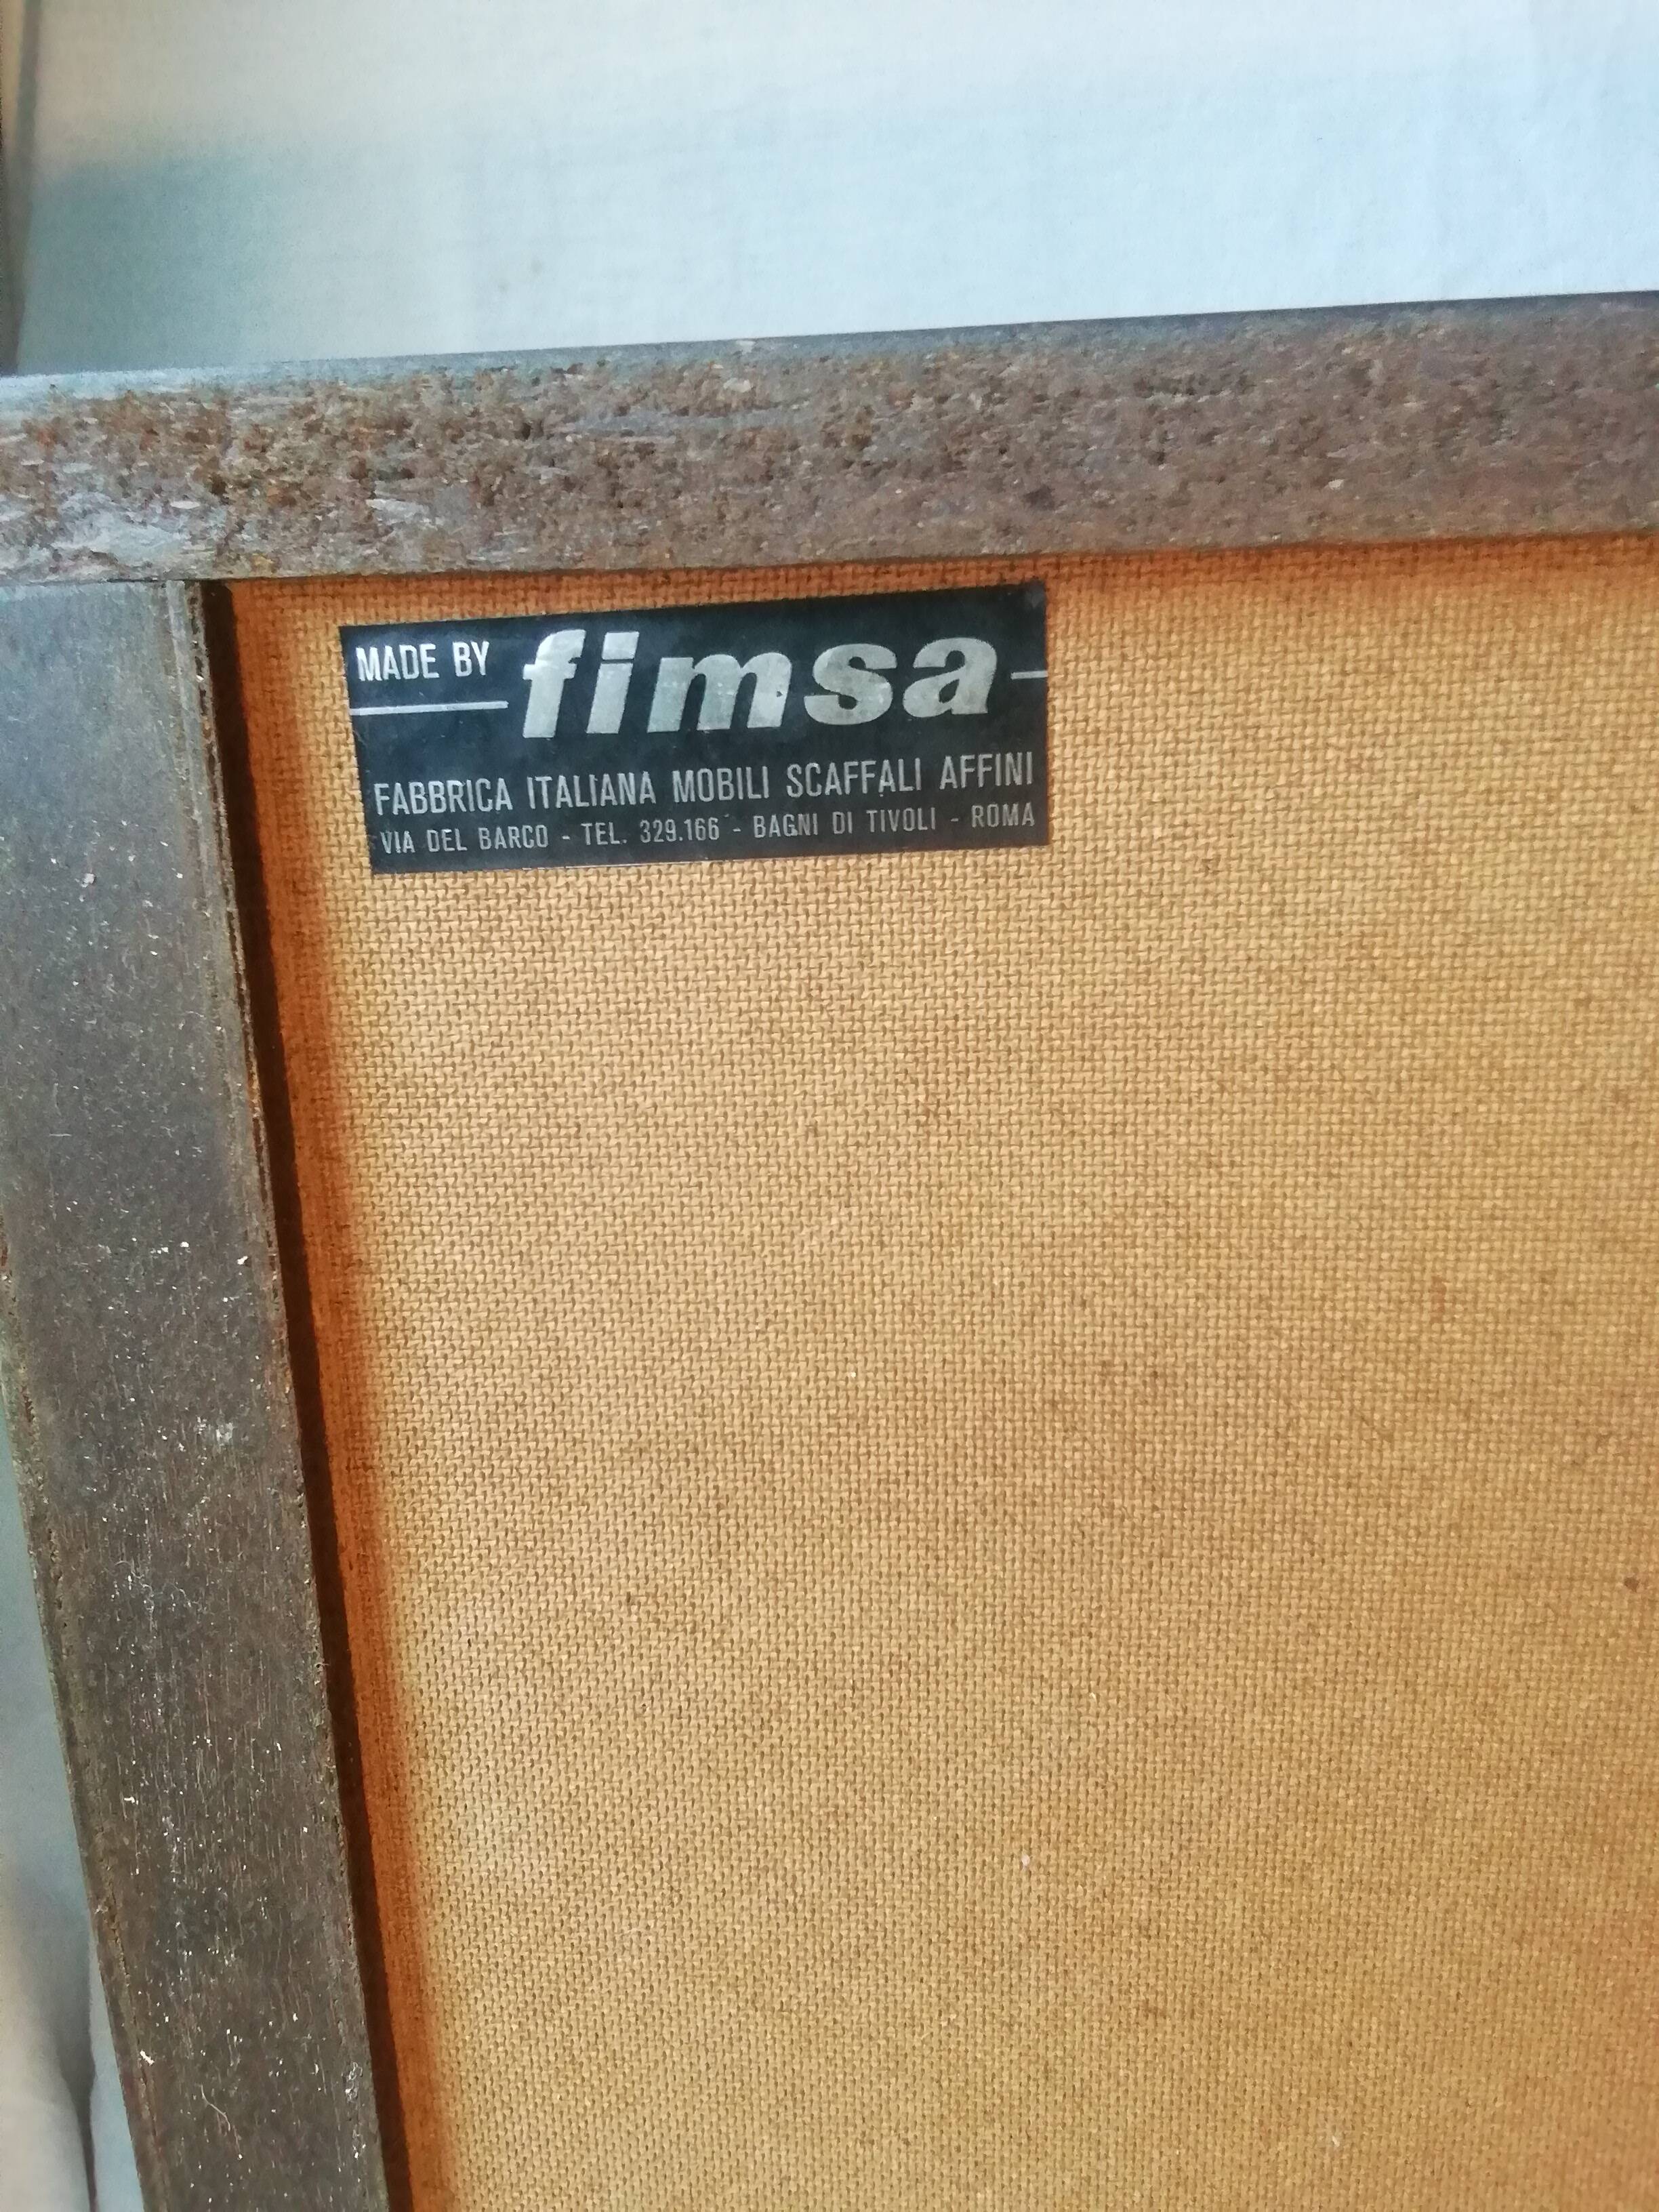 MADE BY fimsa
FABBRICA ITALIANA MOBILI SCAFFALI AFFINI
VIA DEL BARCO - TEL. 329.166 - BAGNI DI TIVOLI - ROMA